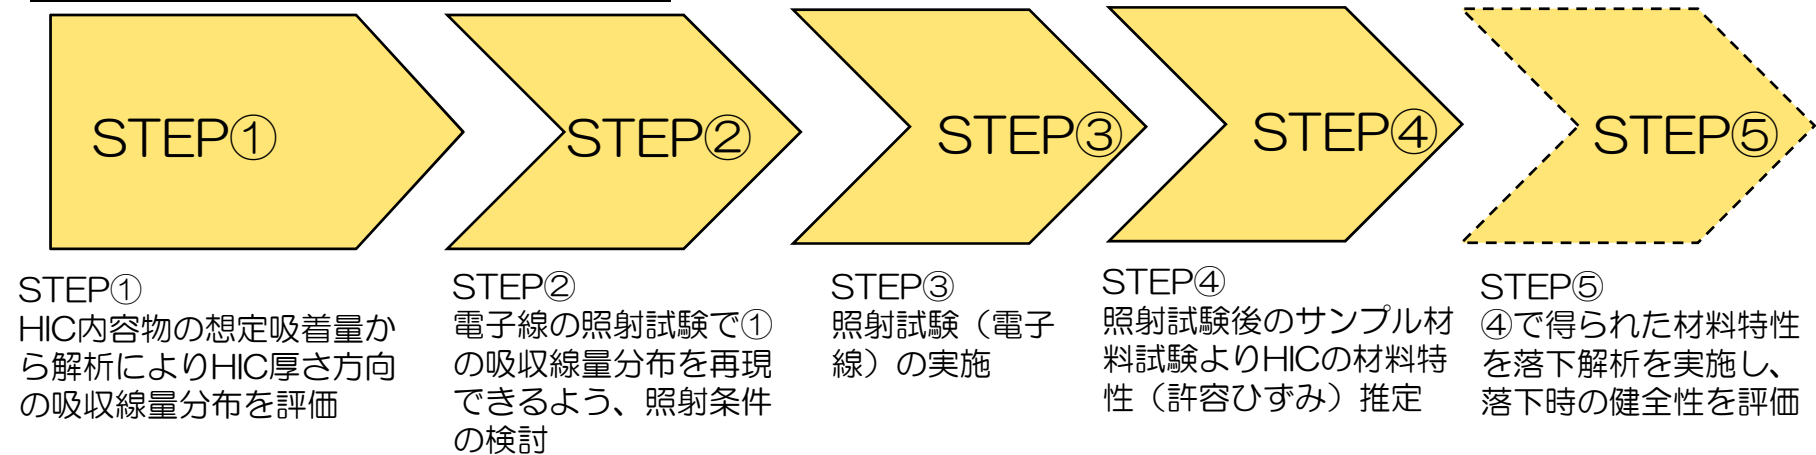 STEP①
STEP②
STEP③
STEP④
STEP⑤
STEP①
HIC内容物の想定吸着量か
ら解析によりHIC厚さ方向
の吸収線量分布を評価
STEP②
電子線の照射試験で①
の吸収線量分布を再現
できるよう、照射条件
の検討
STEP③
照射試験（電子
線）の実施
STEP④
照射試験後のサンプル材
料試験よりHICの材料特
性（許容ひずみ）推定
STEP⑤
④で得られた材料特性
を落下解析を実施し、
落下時の健全性を評価